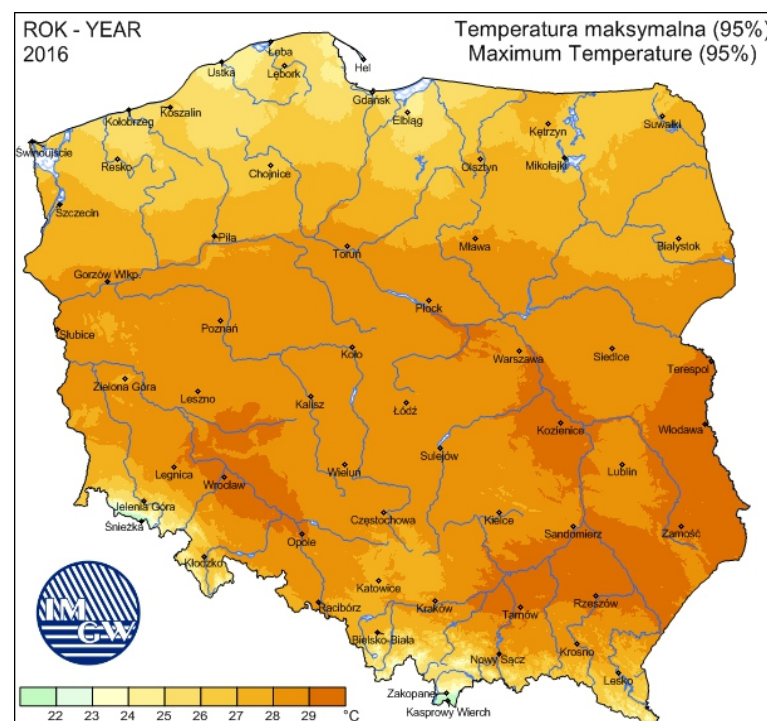 ROK - YEAR
2016
Temperatura maksymalna (95%)
Maximum Temperature (95%)
Łeba
Hel
Ustka
Lębork
Gdańsk
Koszalin
Kołobrzeg
Elbląg
Kętrzyn
Suwałki
Świnoujście
Resko
Chojnice
Olsztyn
Mikołajki
Szczecin
Piła
Toruń
Mława
Białystok
Gorzów Wlkp.
Płock
Słubice
Poznań
Koło
Warszawa
Siedlce
Terespol
Zielona Góra
Leszno
Kalisz
Łódź
Kozienice
Włodawa
Legnica
Wrocław
Wieluń
Sulejów
Lublin
Jelenia Góra
Śnieżka
Częstochowa
Kielce
Sandomierz
Zamość
Opole
Kłodzko
Katowice
Racibórz
Kraków
Tarnów
Rzeszów
Bielsko-Biała
Nowy Sącz
Krosno
Lesko
Zakopane
Kasprowy Wierch
IM
GW
22 23 24 25 26 27 28 29 °C